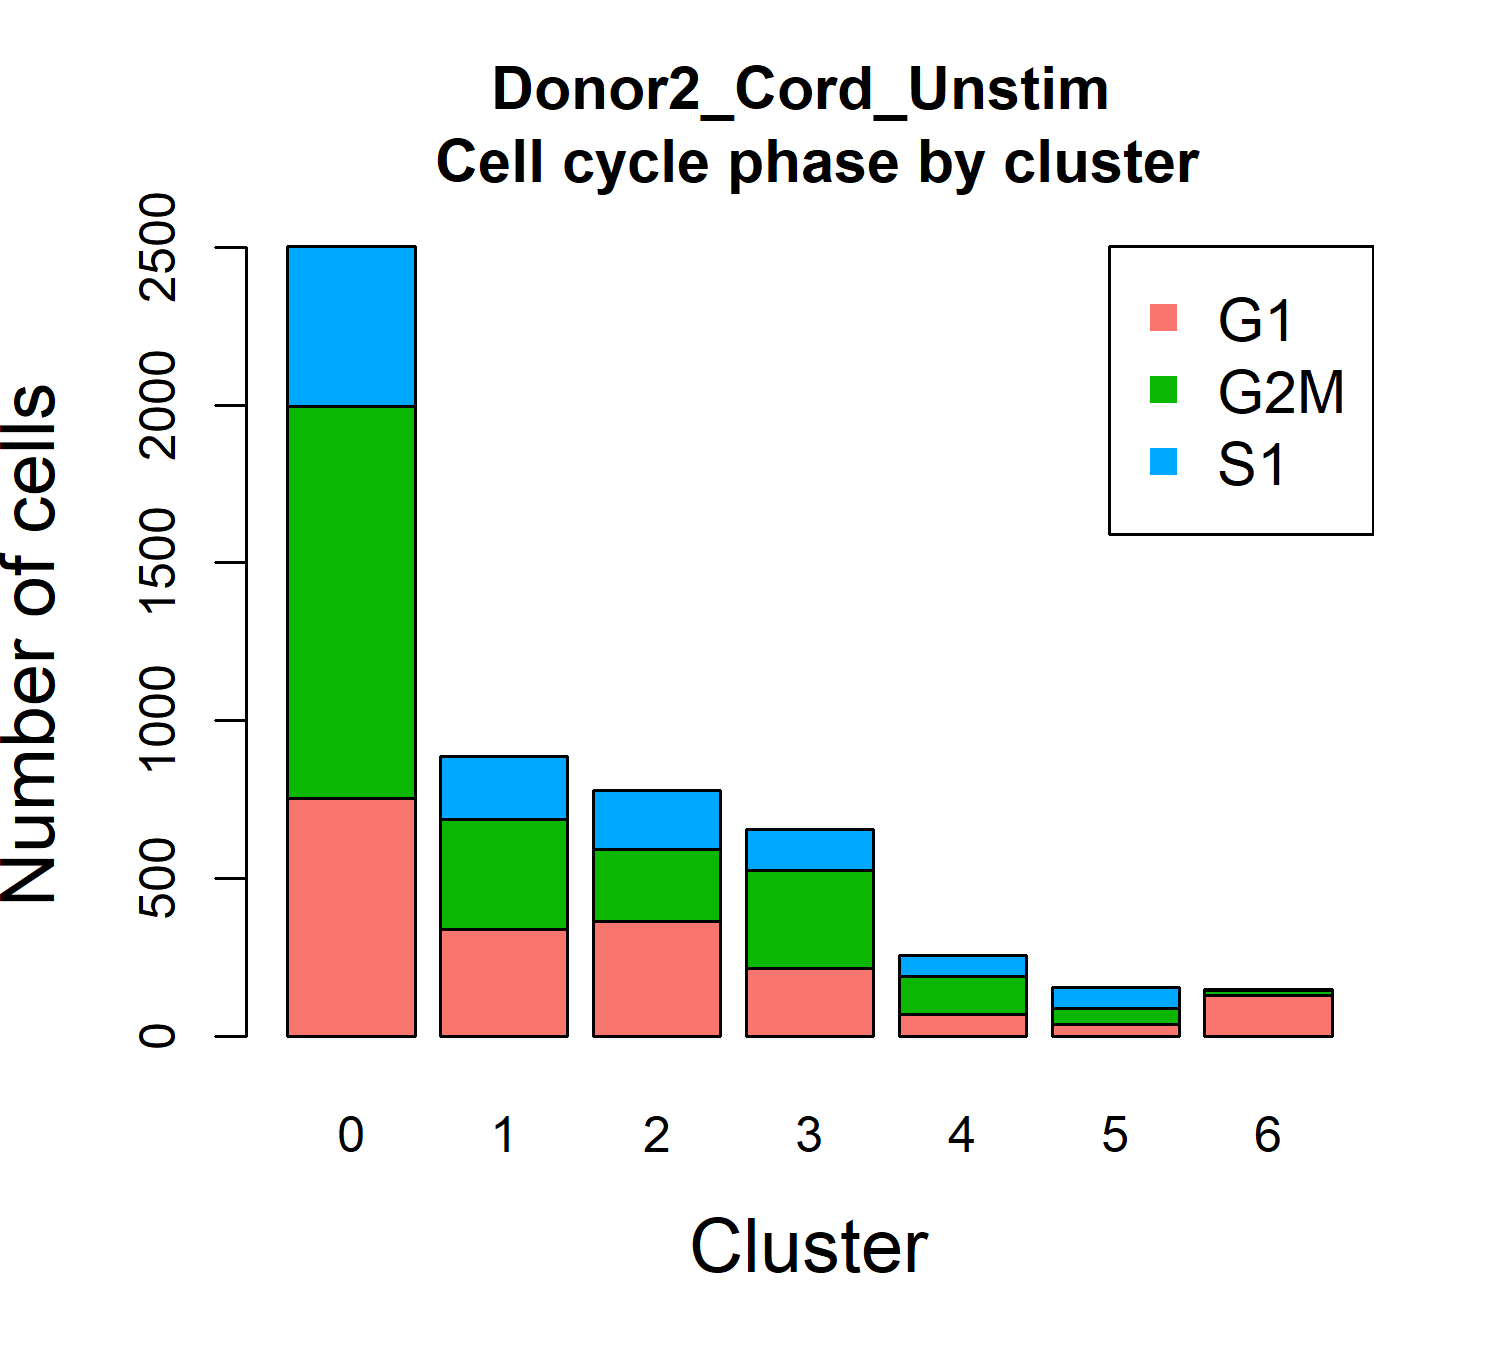 Donor2_Cord_Unstim
Cell cycle phase by cluster
Number of cells
2500
2000
1500
1000
500
0
G1
G2M
S1
0 1 2 3 4 5 6
Cluster